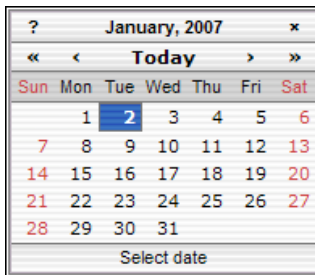 ? January, 2007 ×
« ‹ Today › »
Sun Mon Tue Wed Thu Fri Sat
1 2 3 4 5 6
7 8 9 10 11 12 13
14 15 16 17 18 19 20
21 22 23 24 25 26 27
28 29 30 31
Select date